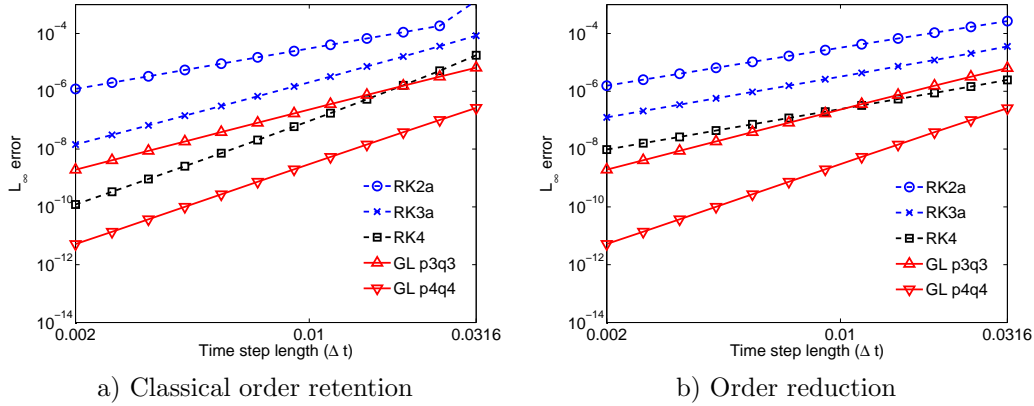 10^-4
10^-6
10^-8
10^-10
10^-12
10^-14
L∞ error
RK2a
RK3a
RK4
GL p3q3
GL p4q4
0.002
0.01
0.0316
Time step length (Δ t)
a) Classical order retention
10^-4
10^-6
10^-8
10^-10
10^-12
10^-14
L∞ error
RK2a
RK3a
RK4
GL p3q3
GL p4q4
0.002
0.01
0.0316
Time step length (Δ t)
b) Order reduction